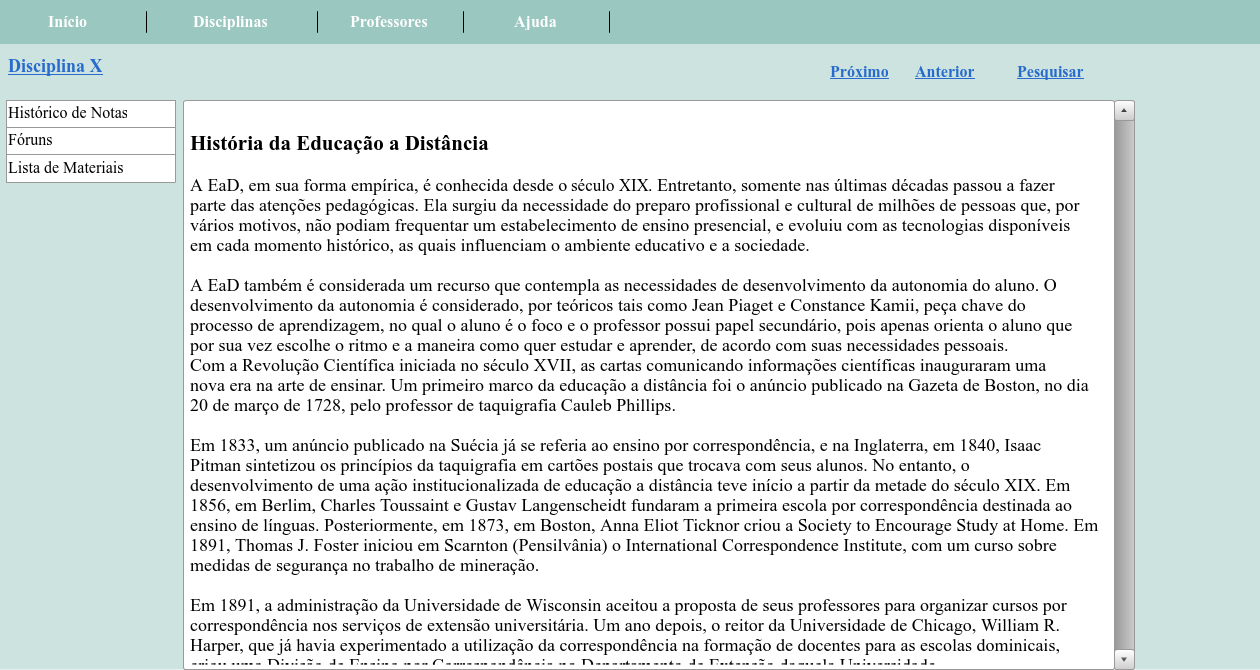 Início Disciplinas Professores Ajuda
Disciplina X
Próximo Anterior Pesquisar
Histórico de Notas
Fóruns
Lista de Materiais
História da Educação a Distância
A EaD, em sua forma empírica, é conhecida desde o século XIX. Entretanto, somente nas últimas décadas passou a fazer
parte das atenções pedagógicas. Ela surgiu da necessidade do preparo profissional e cultural de milhões de pessoas que, por
vários motivos, não podiam frequentar um estabelecimento de ensino presencial, e evoluiu com as tecnologias disponíveis
em cada momento histórico, as quais influenciam o ambiente educativo e a sociedade.
A EaD também é considerada um recurso que contempla as necessidades de desenvolvimento da autonomia do aluno. O
desenvolvimento da autonomia é considerado, por teóricos tais como Jean Piaget e Constance Kamii, peça chave do
processo de aprendizagem, no qual o aluno é o foco e o professor possui papel secundário, pois apenas orienta o aluno que
por sua vez escolhe o ritmo e a maneira como quer estudar e aprender, de acordo com suas necessidades pessoais.
Com a Revolução Científica iniciada no século XVII, as cartas comunicando informações científicas inauguraram uma
nova era na arte de ensinar. Um primeiro marco da educação a distância foi o anúncio publicado na Gazeta de Boston, no dia
20 de março de 1728, pelo professor de taquigrafia Cauleb Phillips.
Em 1833, um anúncio publicado na Suécia já se referia ao ensino por correspondência, e na Inglaterra, em 1840, Isaac
Pitman sintetizou os princípios da taquigrafia em cartões postais que trocava com seus alunos. No entanto, o
desenvolvimento de uma ação institucionalizada de educação a distância teve início a partir da metade do século XIX. Em
1856, em Berlim, Charles Toussaint e Gustav Langenscheidt fundaram a primeira escola por correspondência destinada ao
ensino de línguas. Posteriormente, em 1873, em Boston, Anna Eliot Ticknor criou a Society to Encourage Study at Home. Em
1891, Thomas J. Foster iniciou em Scarnton (Pensilvânia) o International Correspondence Institute, com um curso sobre
medidas de segurança no trabalho de mineração.
Em 1891, a administração da Universidade de Wisconsin aceitou a proposta de seus professores para organizar cursos por
correspondência nos serviços de extensão universitária. Um ano depois, o reitor da Universidade de Chicago, William R.
Harper, que já havia experimentado a utilização da correspondência na formação de docentes para as escolas dominicais,
criou uma Divisão de Ensino por Correspondência no Departamento de Extensão daquela Universidade.